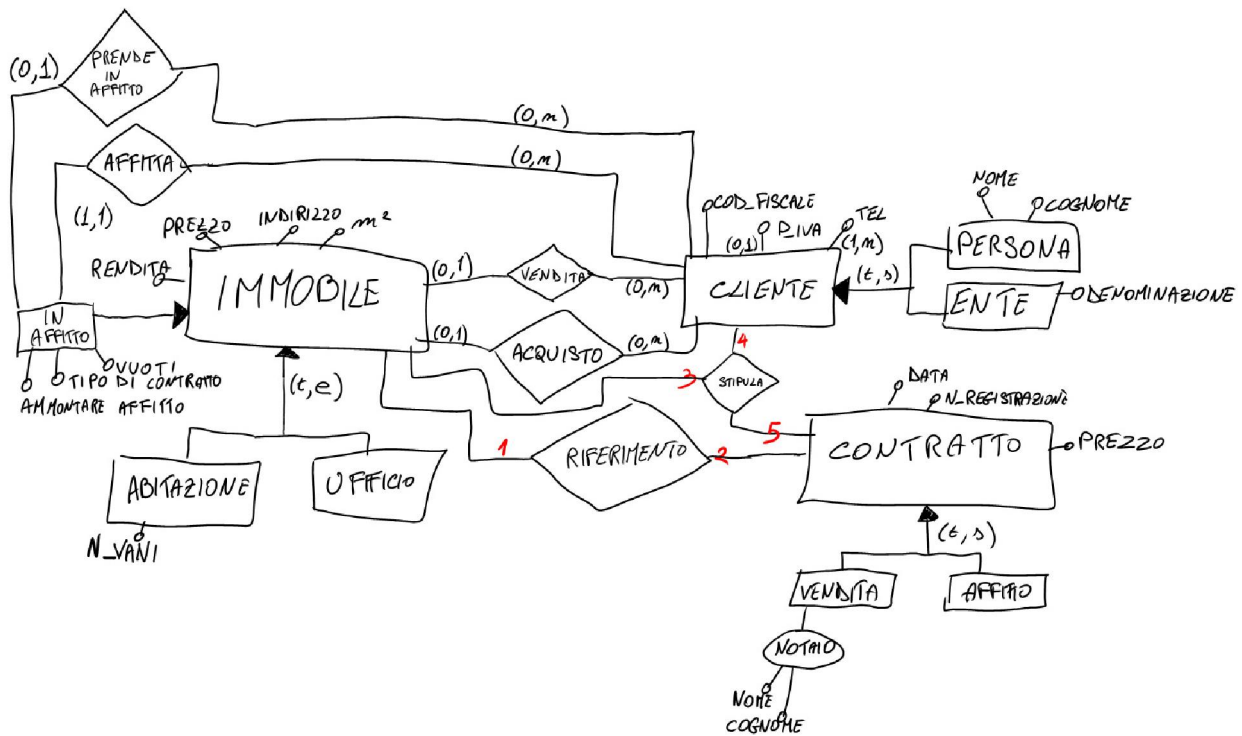 PRENDE
IN
AFFITTO
(0,1)
(0,n)
AFFITTA
(0,n)
(1,1)
PREZZO
INDIRIZZO
m²
RENDITA
IMMOBILE
(0,1)
VENDITA
(0,n)
COD_FISCALE
(0,1)
P_IVA
TEL
(1,n)
CLIENTE
(t,s)
NOME
COGNOME
PERSONA
ENTE
DENOMINAZIONE
IN
AFFITTO
VUOTI
TIPO DI CONTRATTO
AMMONTARE AFFITTO
(0,1)
ACQUISTO
(0,n)
(t,e)
ABITAZIONE
UFFICIO
N_VANI
3
4
STIPULA
5
1
RIFERIMENTO
2
DATA
N_REGISTRAZIONE
CONTRATTO
PREZZO
(t,s)
VENDITA
AFFITTO
NOTAIO
NOME
COGNOME